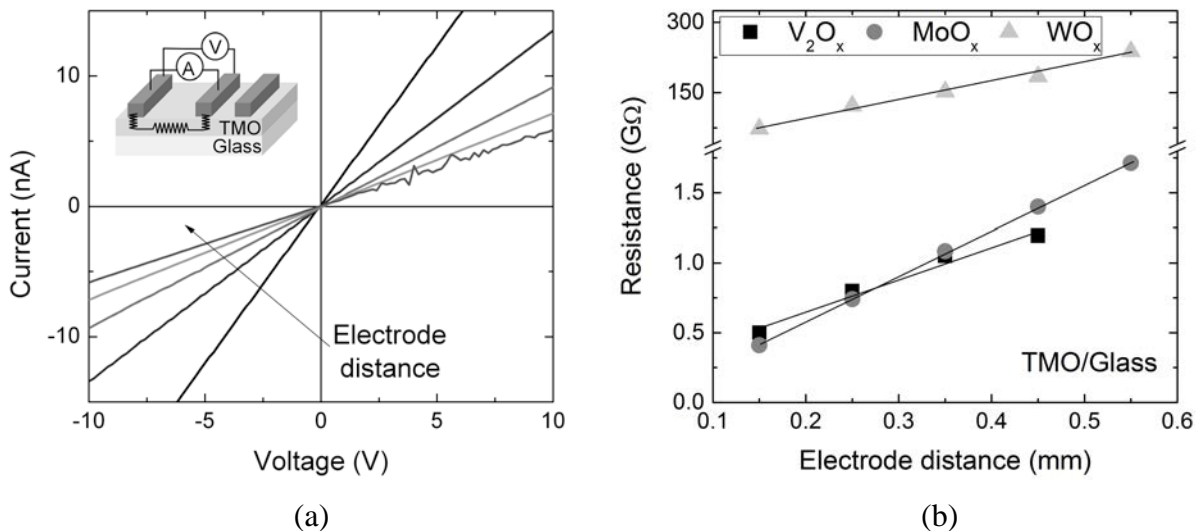 10
0
-10
Current (nA)
-10
-5
0
5
10
Voltage (V)
V
A
TMO
Glass
Electrode
distance
(a)
300
150
1.5
1.0
0.5
0.0
Resistance (GΩ)
V₂Oₓ MoOₓ WOₓ
TMO/Glass
0.1
0.2
0.3
0.4
0.5
0.6
Electrode distance (mm)
(b)